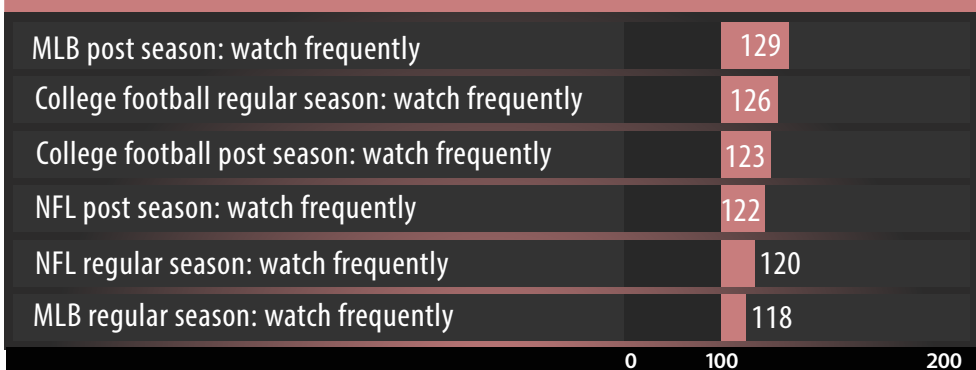 MLB post season: watch frequently 129
College football regular season: watch frequently 126
College football post season: watch frequently 123
NFL post season: watch frequently 122
NFL regular season: watch frequently 120
MLB regular season: watch frequently 118
0 100 200